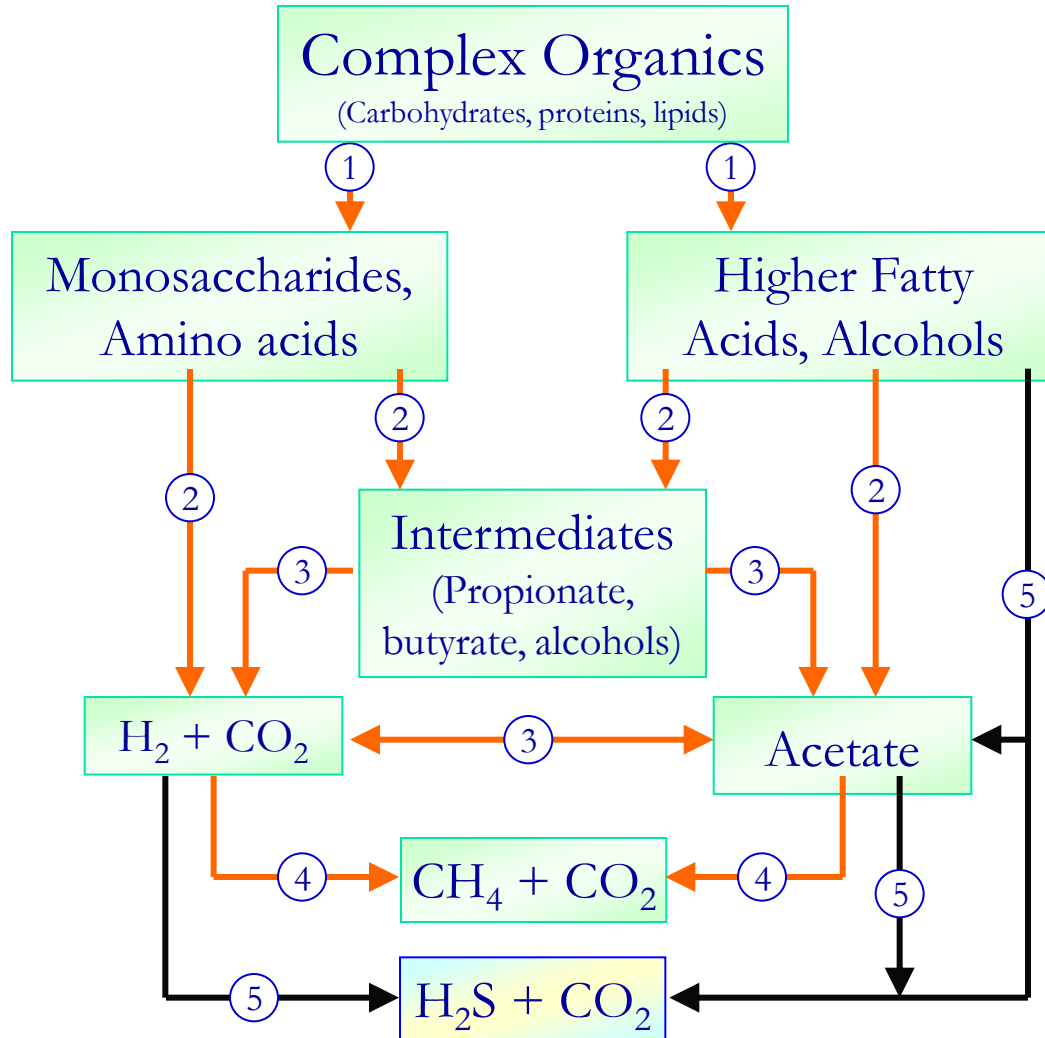 Complex Organics
(Carbohydrates, proteins, lipids)
1
1
Monosaccharides,
Amino acids
Higher Fatty
Acids, Alcohols
2
2
2
2
Intermediates
(Propionate,
butyrate, alcohols)
3
3
5
H₂ + CO₂
3
Acetate
4
CH₄ + CO₂
4
5
5
H₂S + CO₂